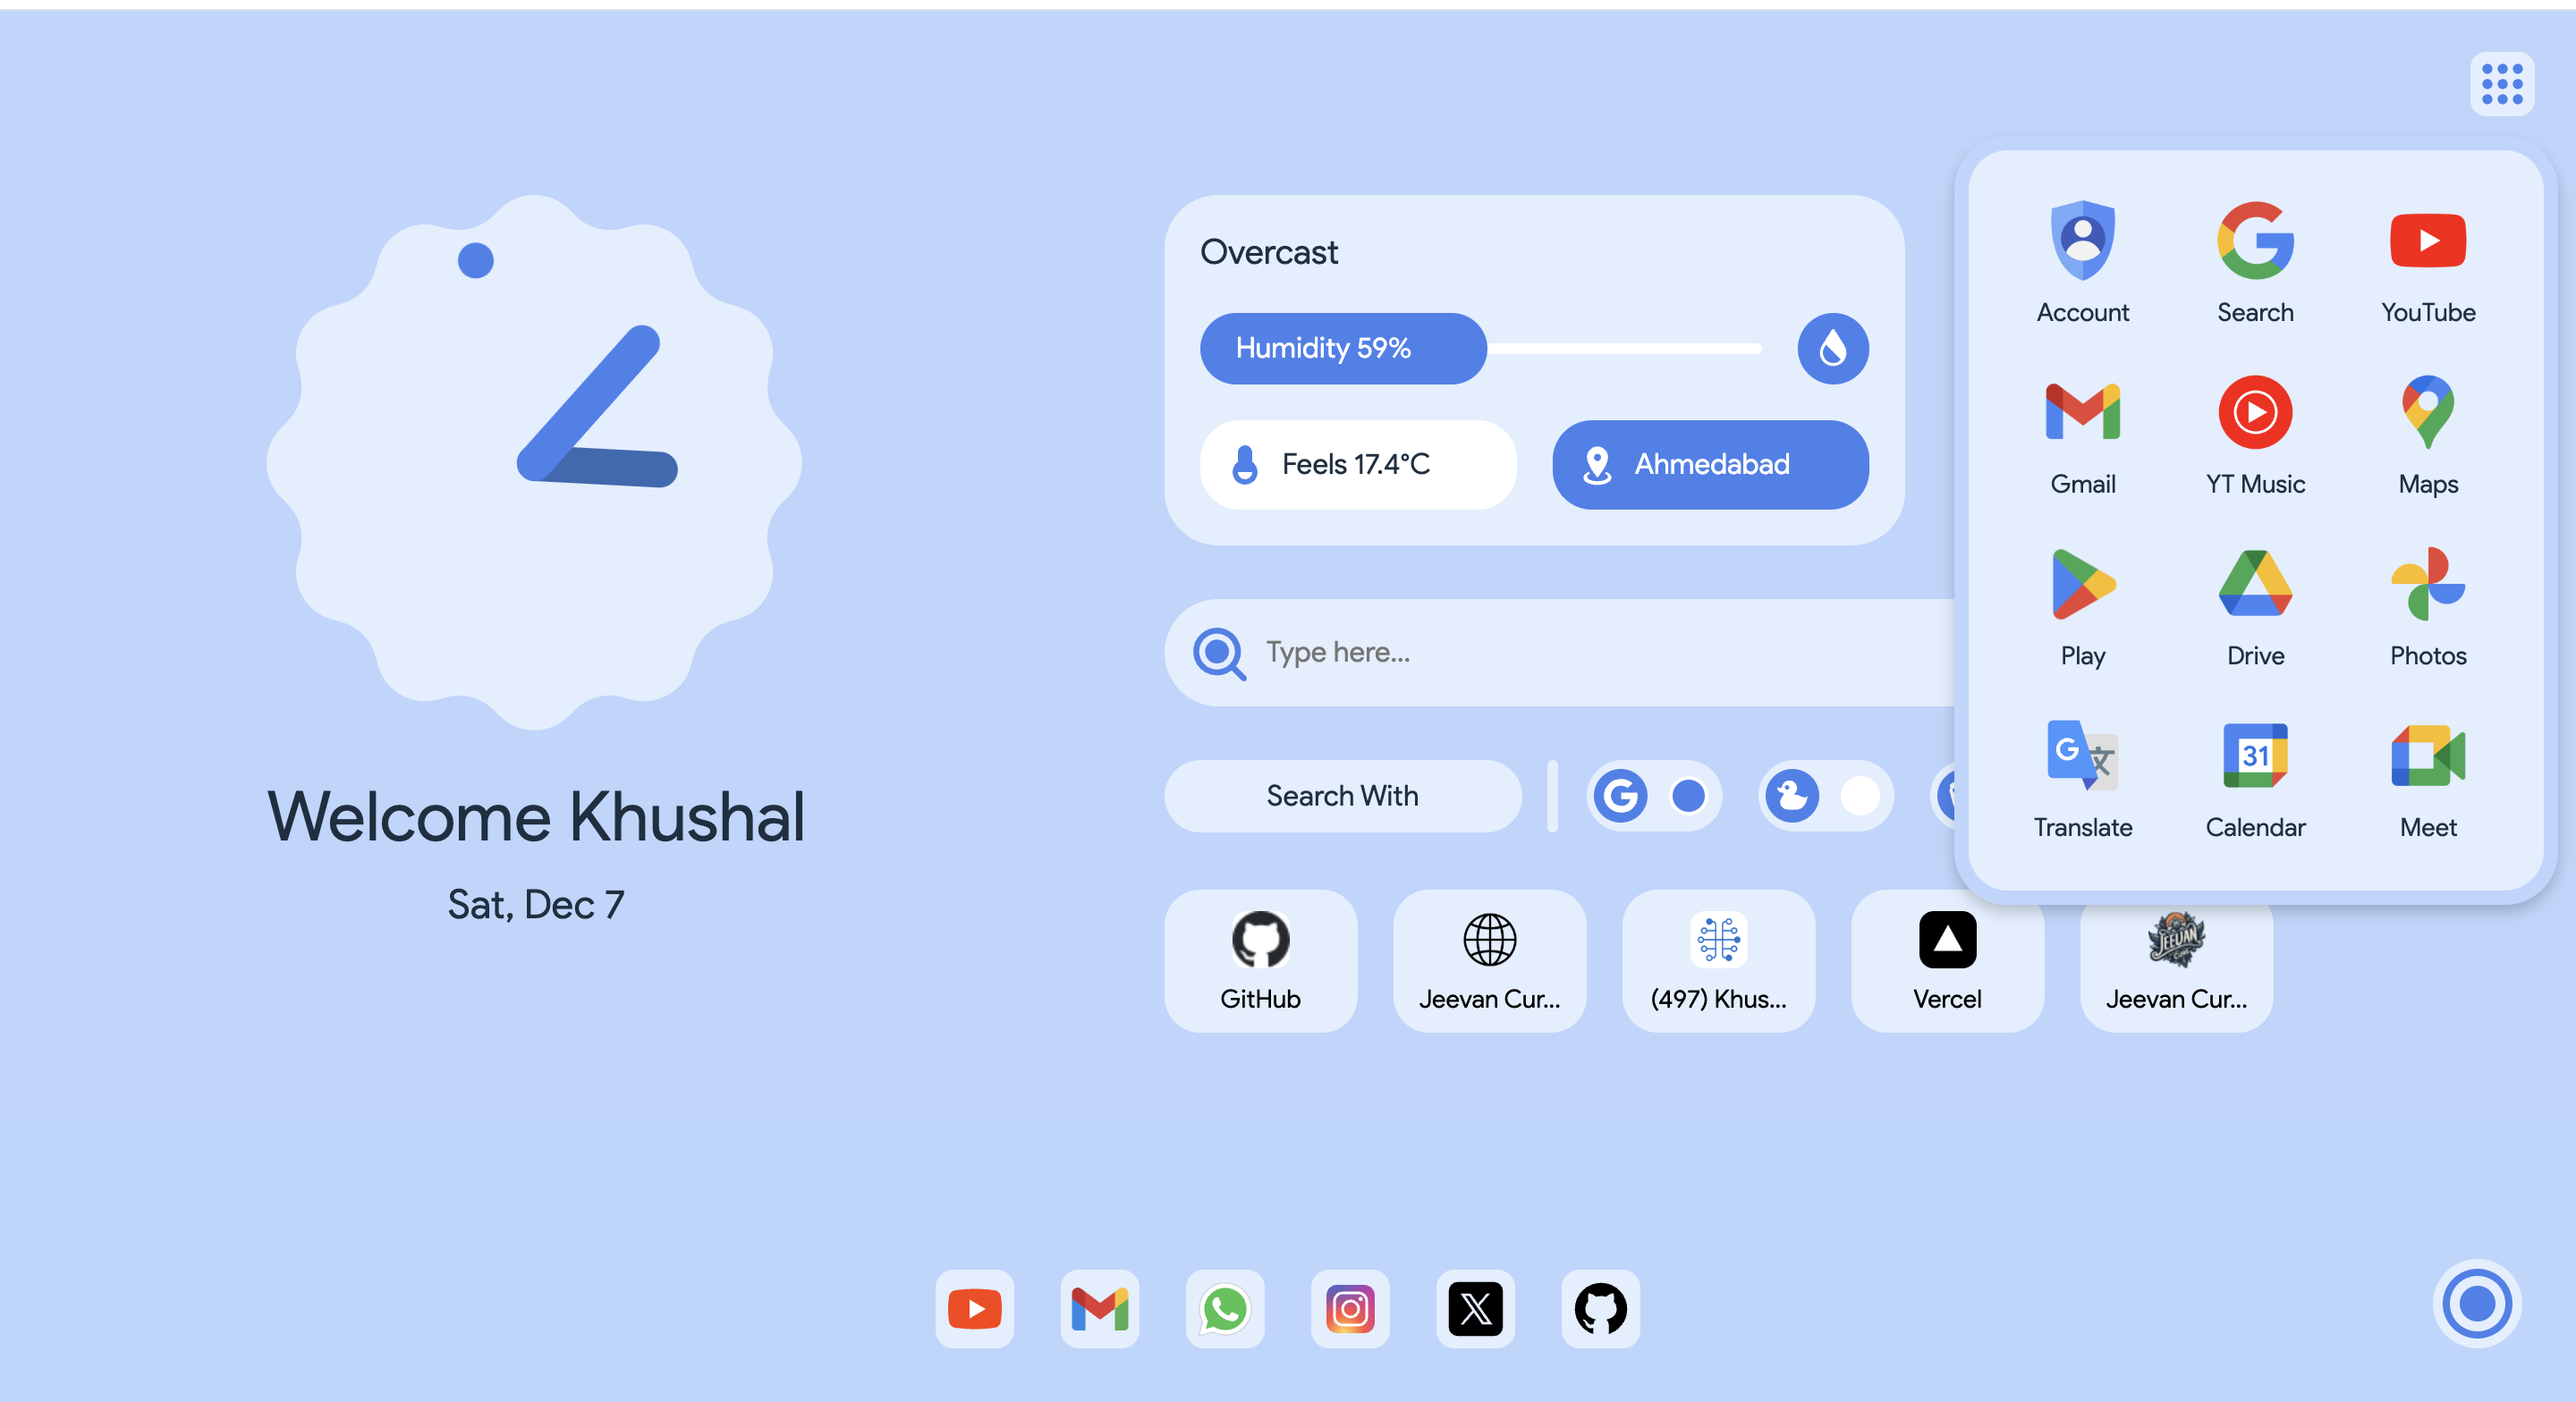 Overcast
Humidity 59%
Feels 17.4°C
Ahmedabad
Type here...
Search With
Welcome Khushal
Sat, Dec 7
GitHub
Jeevan Cur...
(497) Khus...
Vercel
JEEVAN
Jeevan Cur...
Account
Search
YouTube
Gmail
YT Music
Maps
Play
Drive
Photos
Translate
31
Calendar
Meet